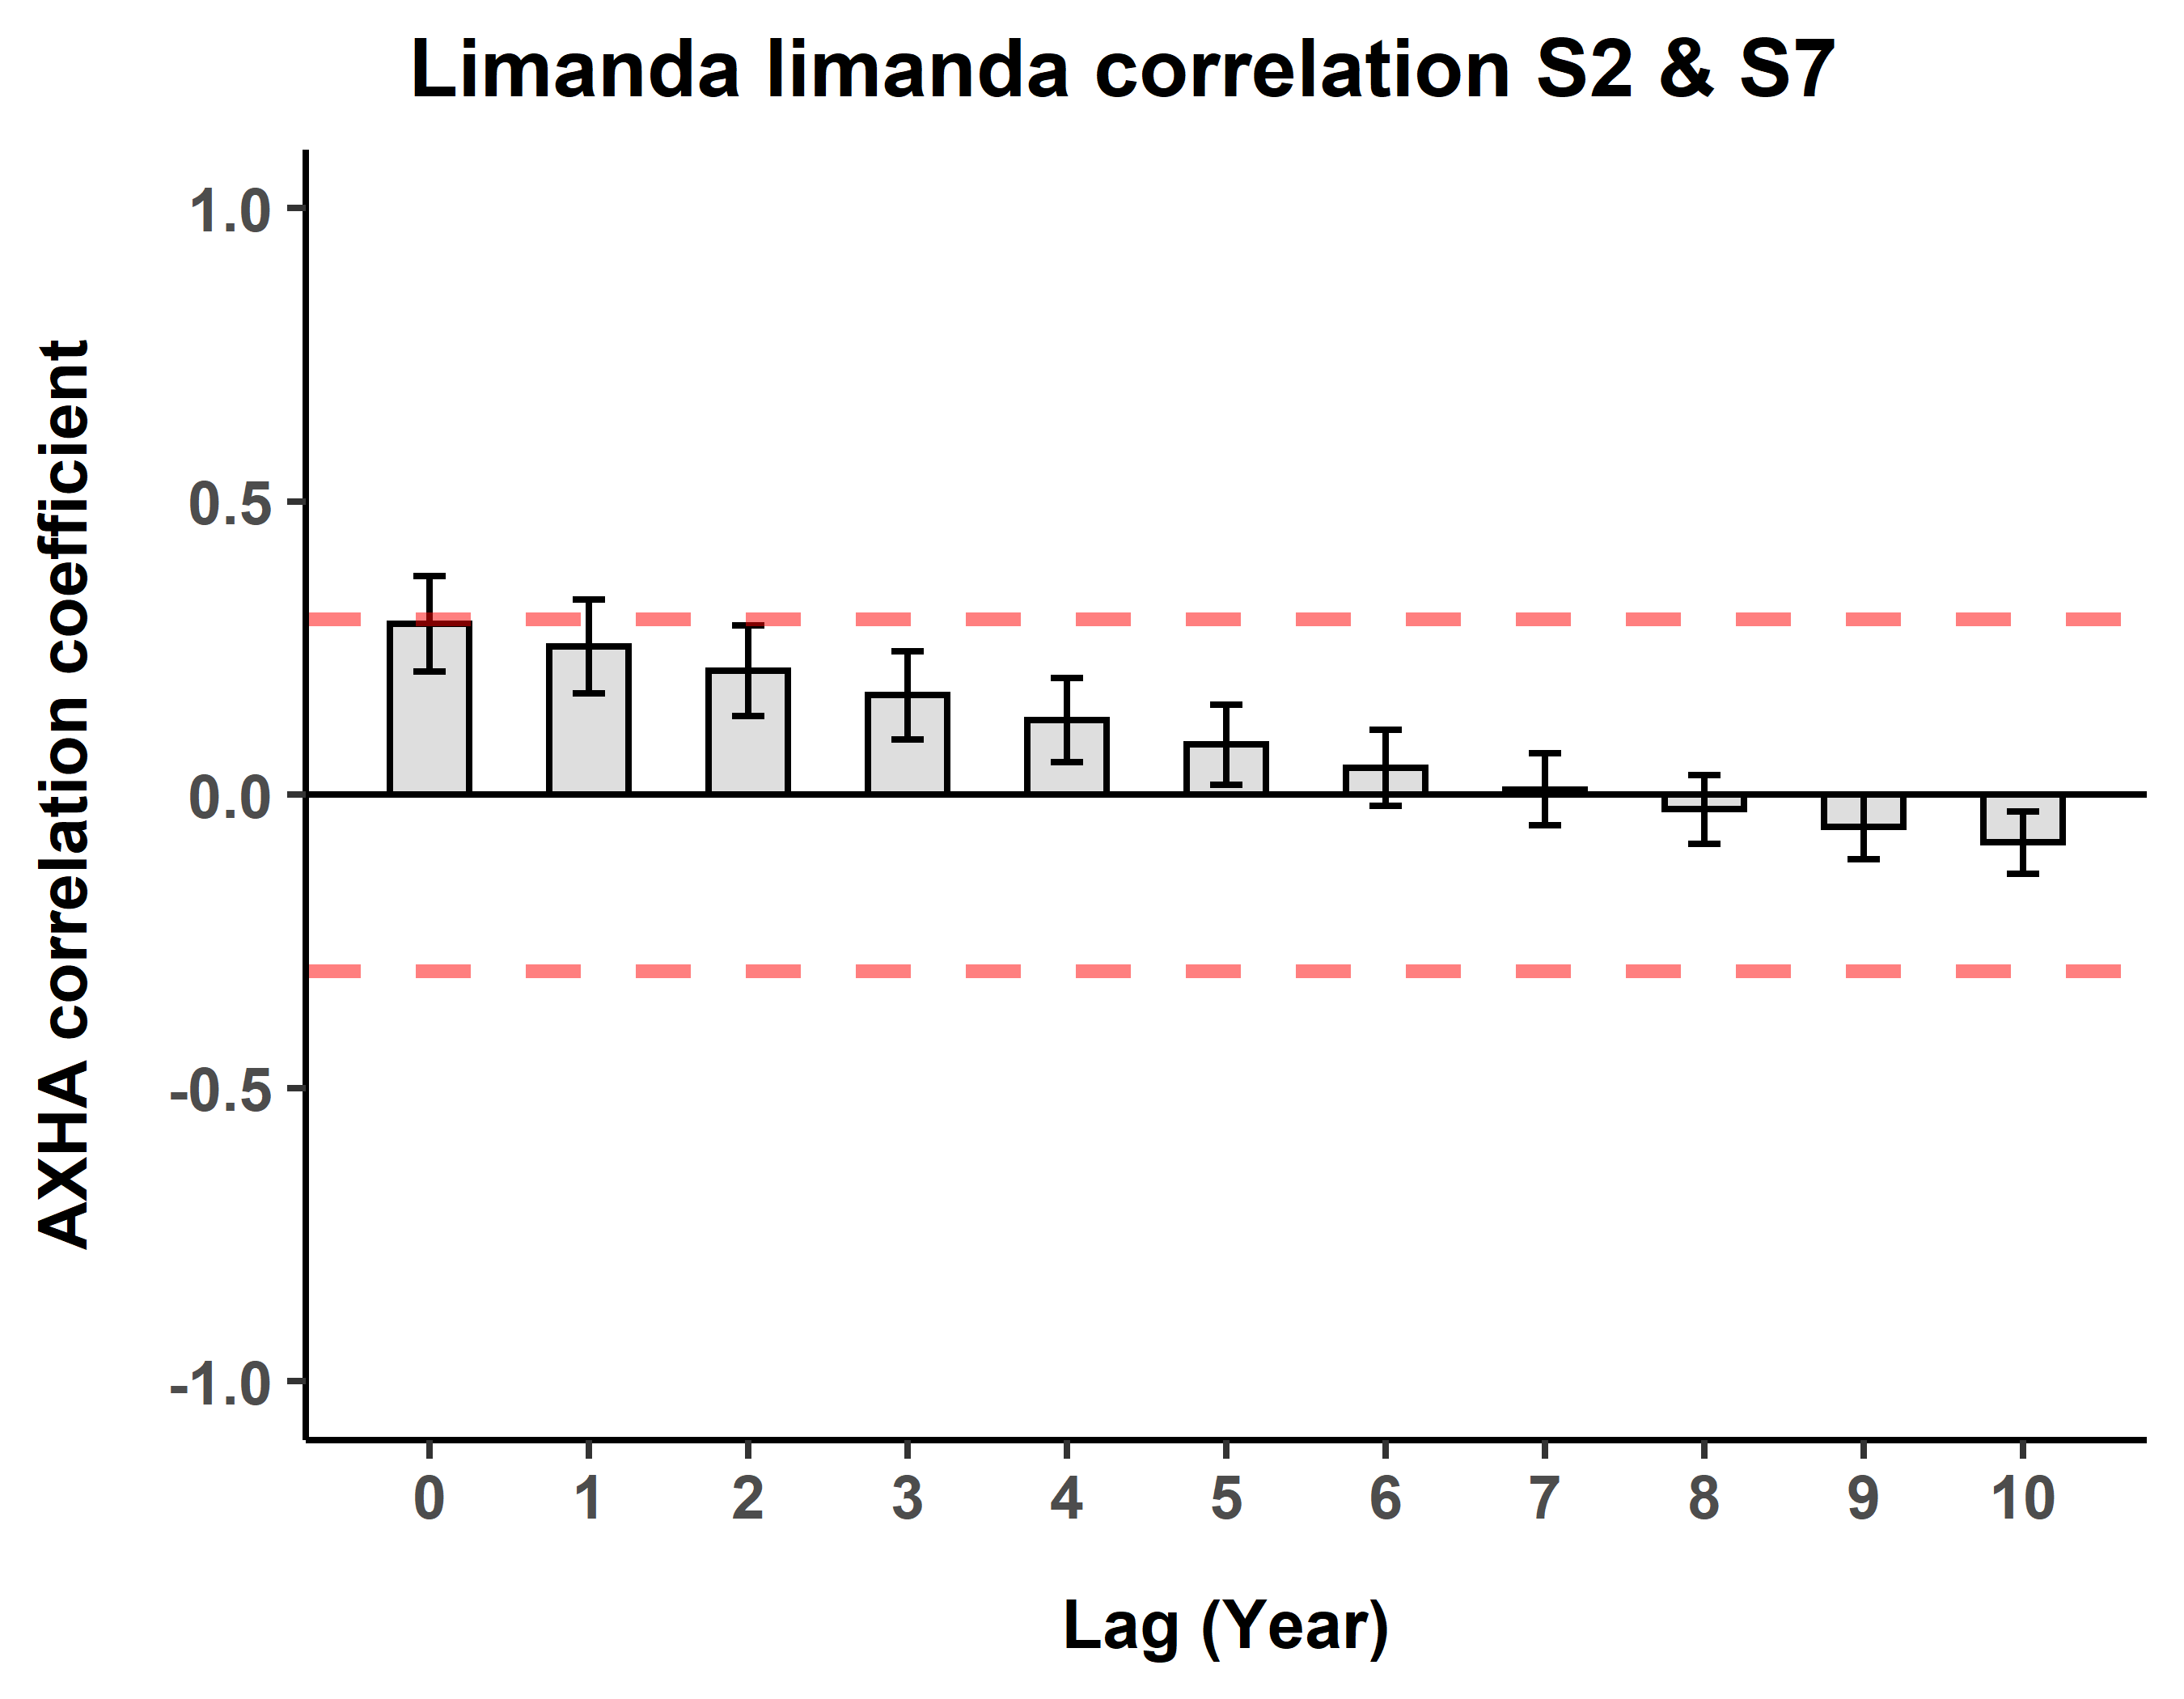 Limanda limanda correlation S2 & S7
AXHA correlation coefficient
1.0
0.5
0.0
-0.5
-1.0
0 1 2 3 4 5 6 7 8 9 10
Lag (Year)